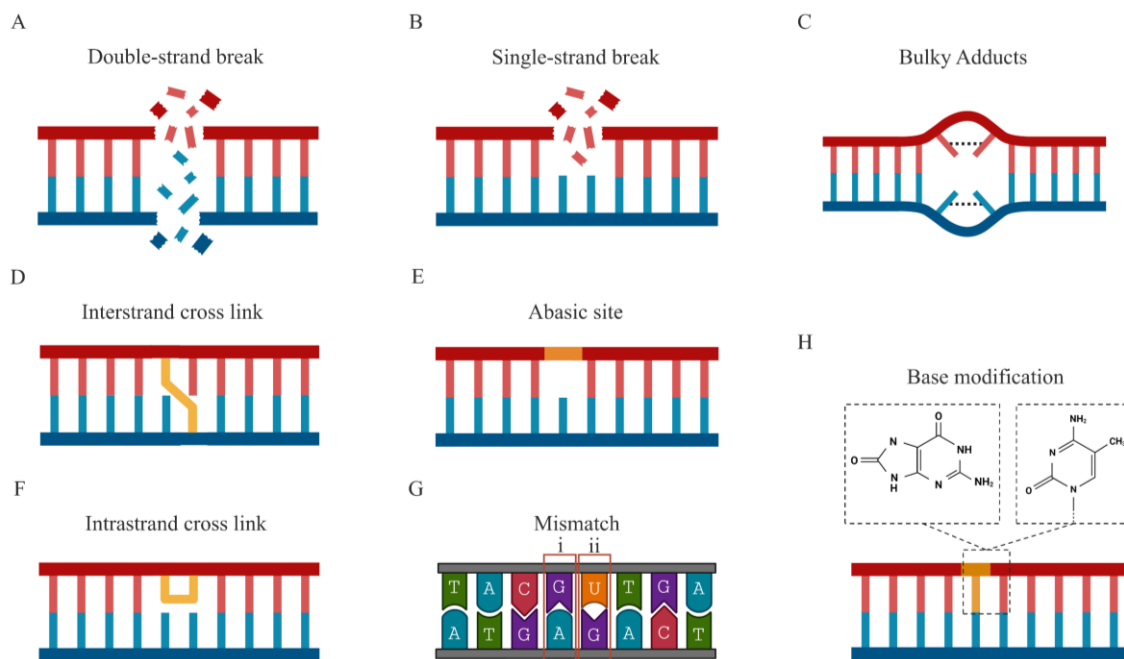 A
Double-strand break
B
Single-strand break
C
Bulky Adducts
D
Interstrand cross link
E
Abasic site
F
Intrastrand cross link
G
Mismatch
i ii
T A C G U T G A
A T G A G A C T
H
Base modification
O
N
NH
O
N
H
N
NH₂
NH₂
CH₃
N
O
N